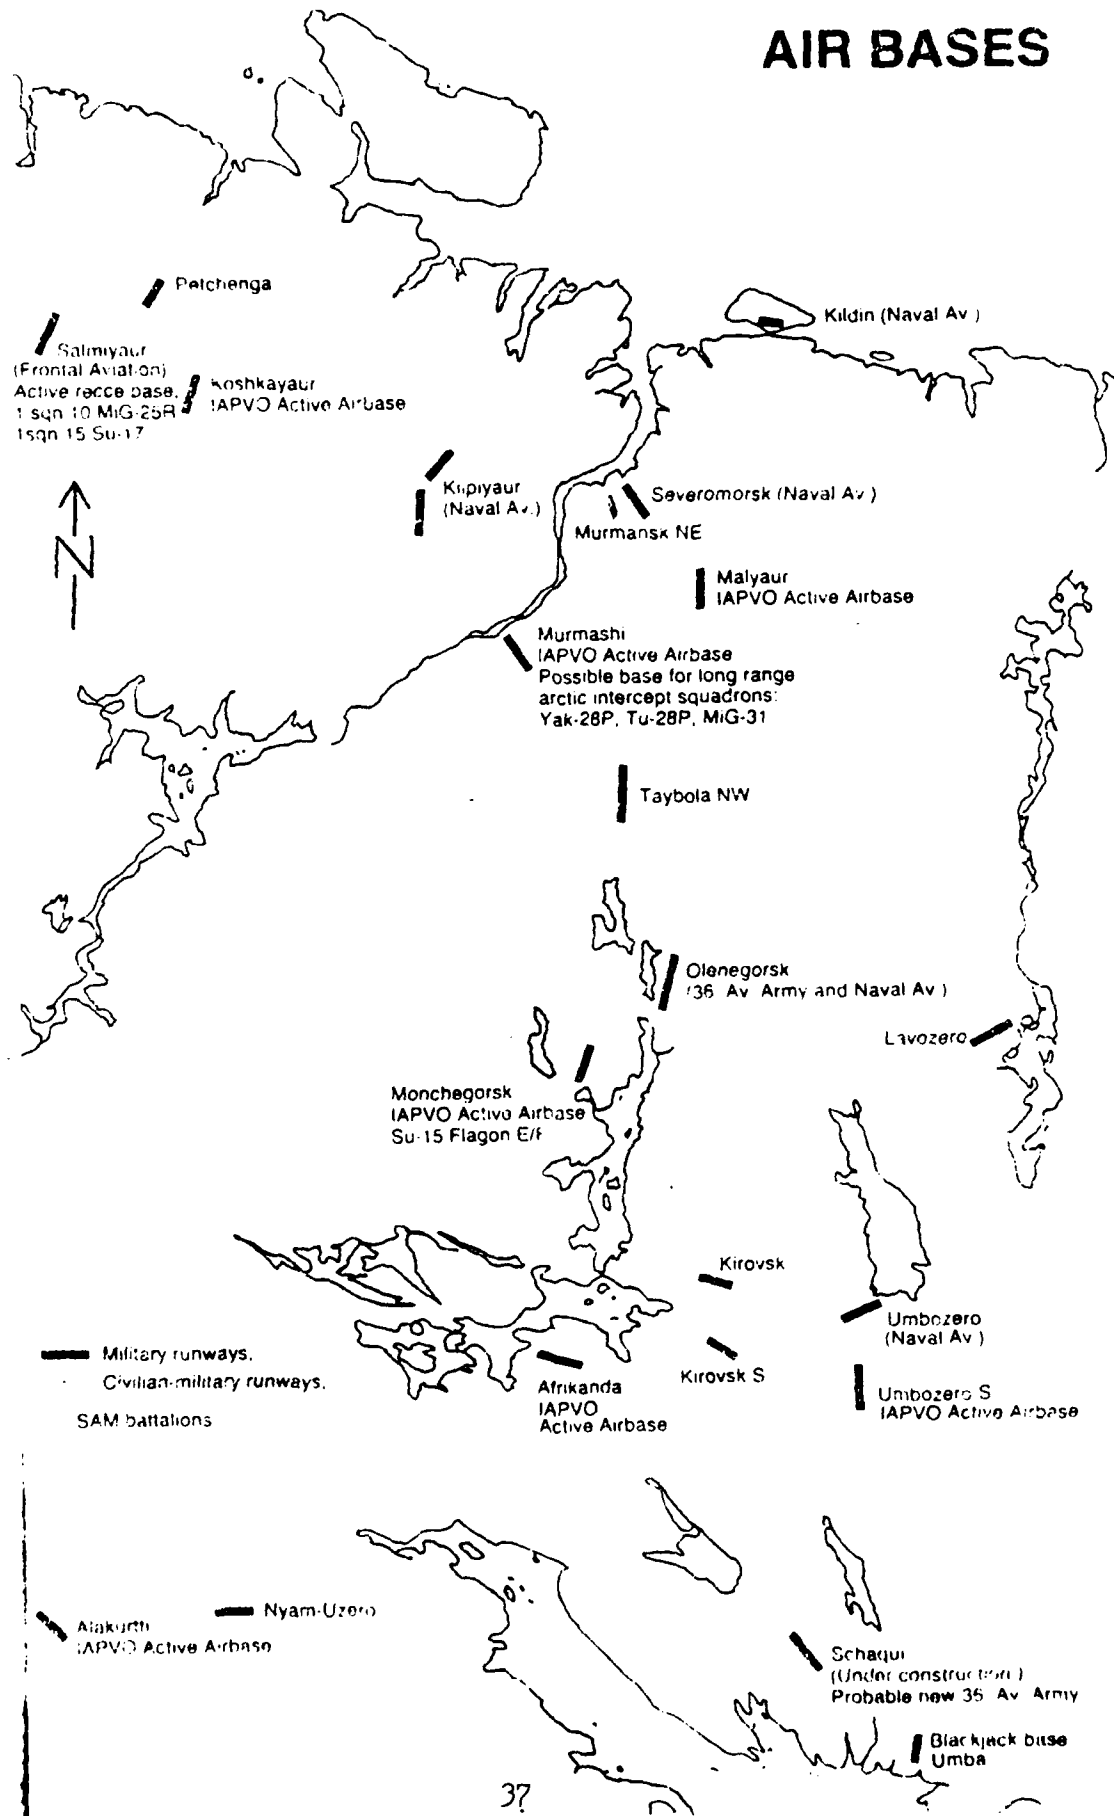 AIR BASES
Petchenga
Kildin (Naval Av.)
Salmiyaur
(Frontal Aviation)
Active recce base,
1 sqn 10 MiG-25R
1sqn 15 Su-17
Koshkayaur
IAPVO Active Airbase
Kilpiyaur
(Naval Av.)
Severomorsk (Naval Av.)
Murmansk NE
N
Malyaur
IAPVO Active Airbase
Murmashi
IAPVO Active Airbase
Possible base for long range
arctic intercept squadrons:
Yak-28P, Tu-28P, MiG-31
Taybola NW
Olenegorsk
(36. Av. Army and Naval Av.)
Lavozero
Monchegorsk
IAPVO Active Airbase
Su-15 Flagon E/F
Kirovsk
Umbozero
(Naval Av.)
Military runways.
Civilian-military runways.
SAM battalions
Kirovsk S
Afrikanda
IAPVO
Active Airbase
Umbozero S
IAPVO Active Airbase
Alakurtti
IAPVO Active Airbase
Nyam-Uzero
Schaqui
(Under construction.)
Probable new 36. Av. Army
Blackjack base
Umba
37